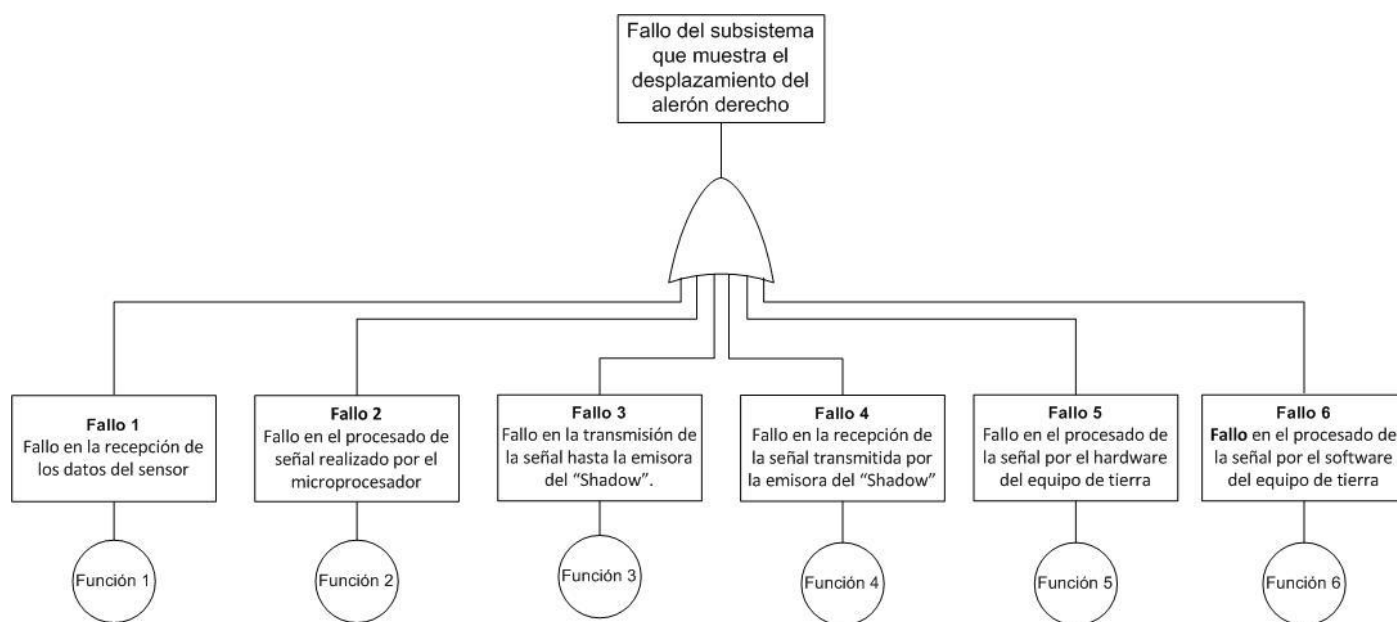 Fallo del subsistema
que muestra el
desplazamiento del
alerón derecho
Fallo 1
Fallo en la recepción de
los datos del sensor
Fallo 2
Fallo en el procesado de
señal realizado por el
microprocesador
Fallo 3
Fallo en la transmisión de
la señal hasta la emisora
del “Shadow”.
Fallo 4
Fallo en la recepción de
la señal transmitida por
la emisora del “Shadow”
Fallo 5
Fallo en el procesado de
la señal por el hardware
del equipo de tierra
Fallo 6
Fallo en el procesado de
la señal por el software
del equipo de tierra
Función 1
Función 2
Función 3
Función 4
Función 5
Función 6